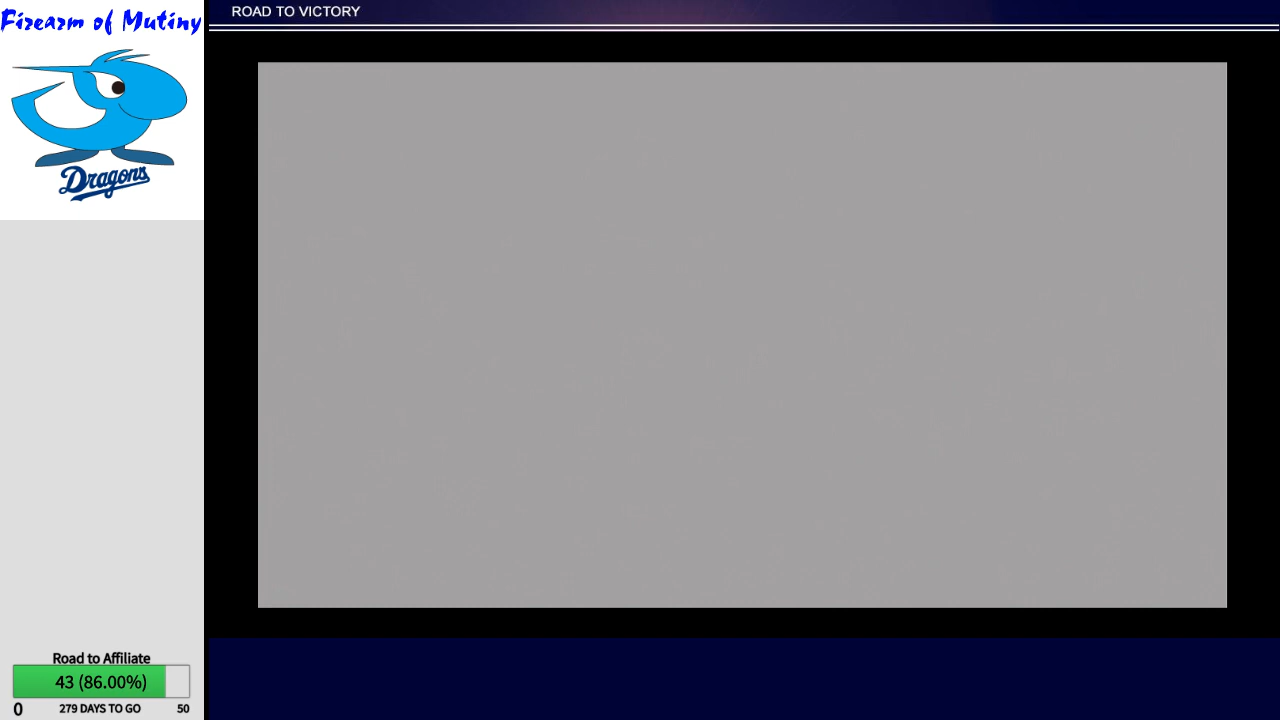 Firearm of Mutiny
ROAD TO VICTORY
Dragons
Road to Affiliate
43 (86.00%)
0
279 DAYS TO GO
50